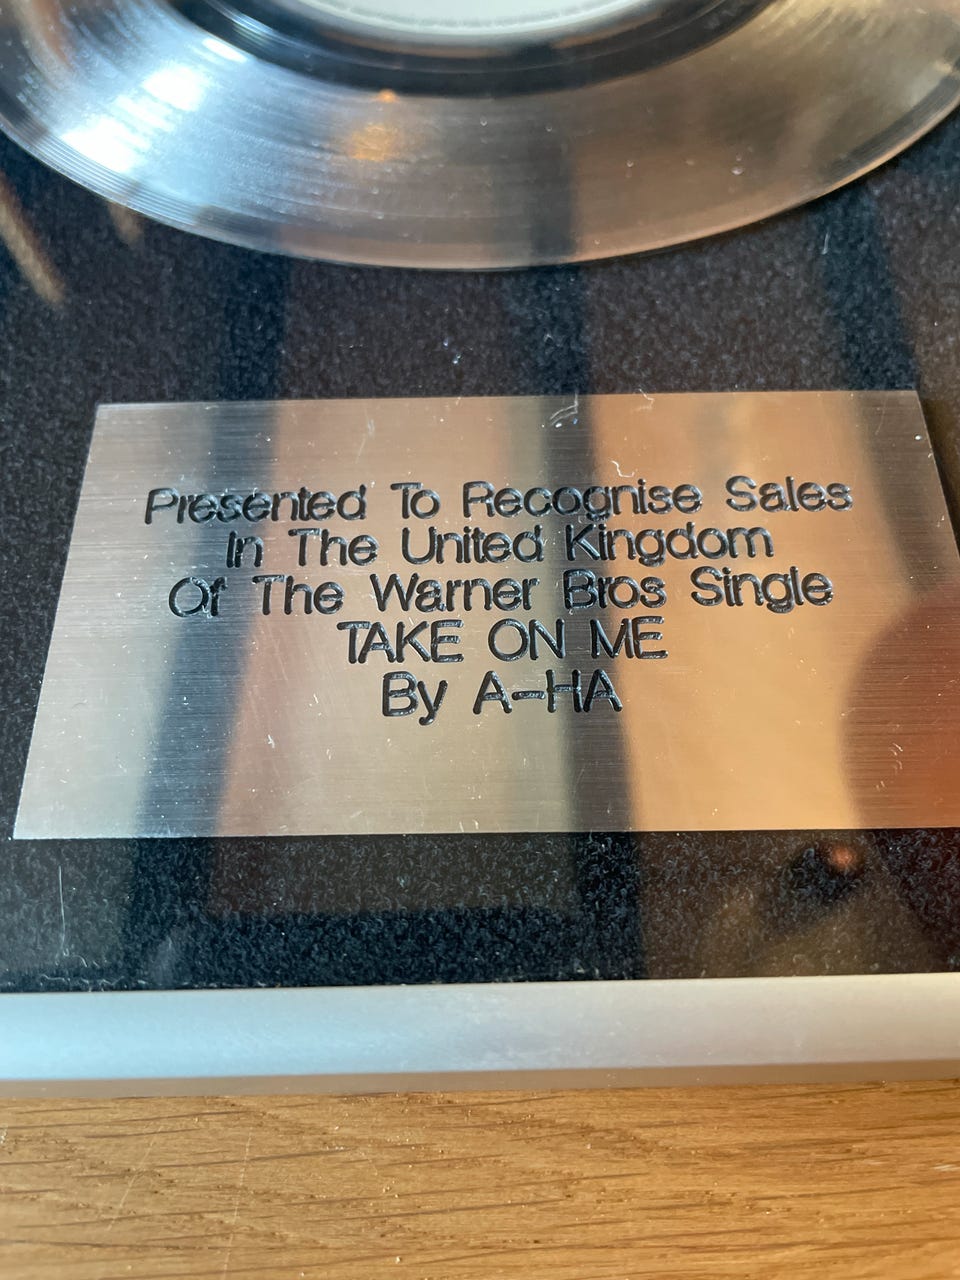 Presented To Recognise Sales
In The United Kingdom
Of The Warner Bros Single
TAKE ON ME
By A-HA